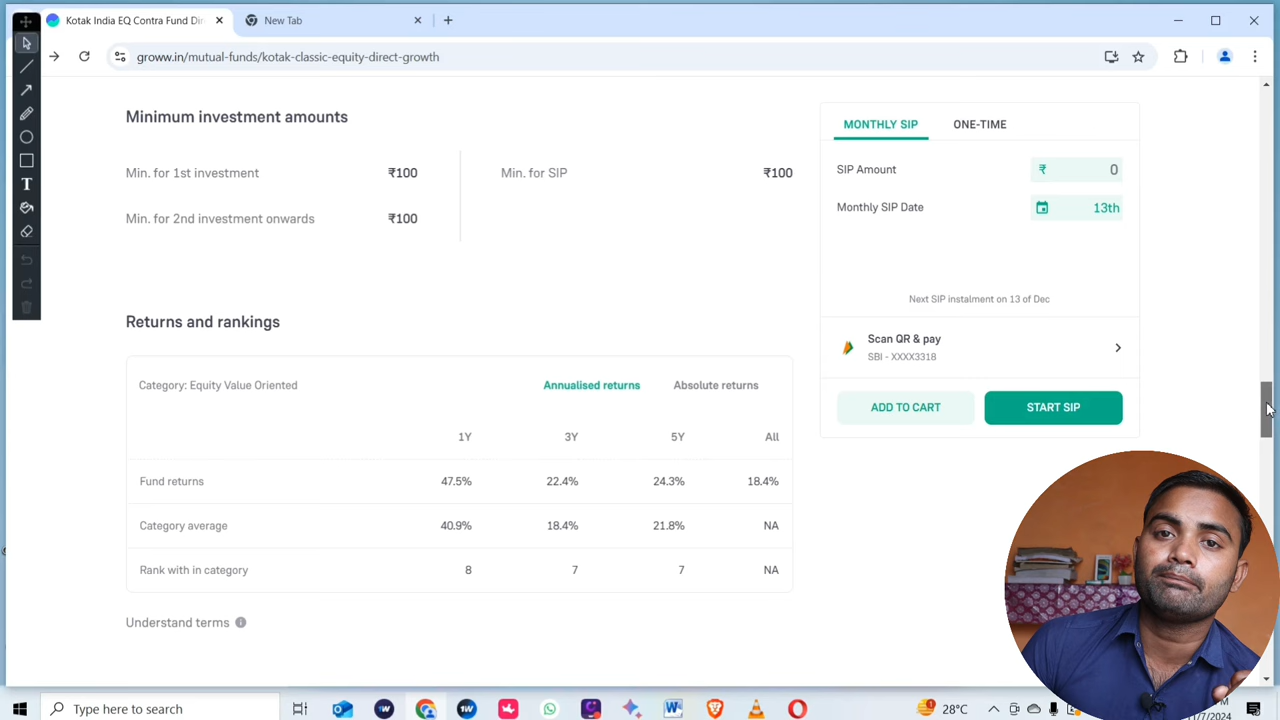 Kotak India EQ Contra Fund Dir
New Tab
groww.in/mutual-funds/kotak-classic-equity-direct-growth
T
Minimum investment amounts
Min. for 1st investment ₹100
Min. for SIP ₹100
Min. for 2nd investment onwards ₹100
MONTHLY SIP ONE-TIME
SIP Amount ₹ 0
Monthly SIP Date 13th
Next SIP instalment on 13 of Dec
Scan QR & pay
SBI - XXXX3318
ADD TO CART START SIP
Returns and rankings
Category: Equity Value Oriented Annualised returns Absolute returns
1Y 3Y 5Y All
Fund returns 47.5% 22.4% 24.3% 18.4%
Category average 40.9% 18.4% 21.8% NA
Rank with in category 8 7 7 NA
Understand terms
Type here to search
28°C
11/7/2024